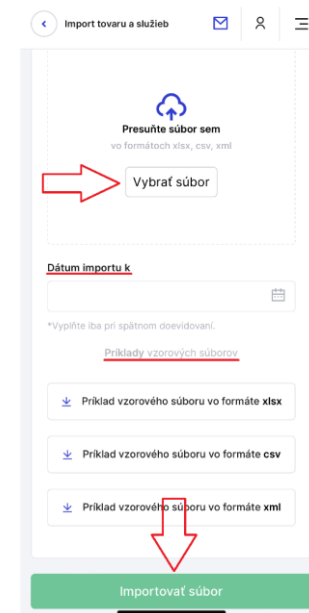 Import tovaru a služieb
Presuňte súbor sem
vo formátoch xlsx, csv, xml
Vybrať súbor
Dátum importu k
*Vyplňte iba pri spätnom doevidovaní.
Príklady vzorových súborov
Príklad vzorového súboru vo formáte xlsx
Príklad vzorového súboru vo formáte csv
Príklad vzorového súboru vo formáte xml
Importovať súbor